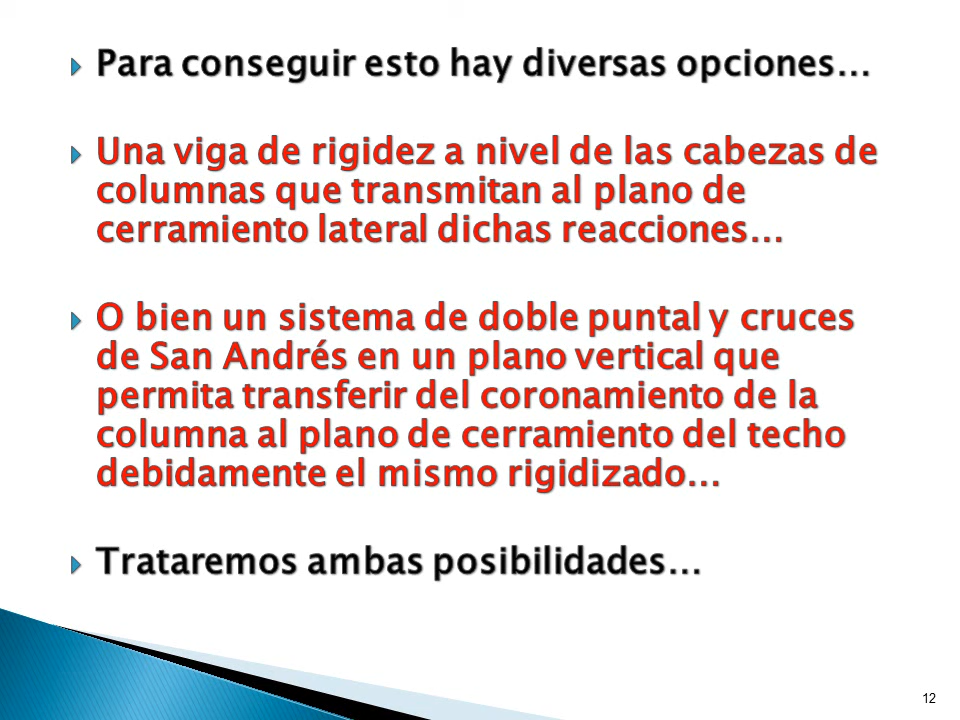 Para conseguir esto hay diversas opciones…
Una viga de rigidez a nivel de las cabezas de
columnas que transmitan al plano de
cerramiento lateral dichas reacciones…
O bien un sistema de doble puntal y cruces
de San Andrés en un plano vertical que
permita transferir del coronamiento de la
columna al plano de cerramiento del techo
debidamente el mismo rigidizado…
Trataremos ambas posibilidades…
12